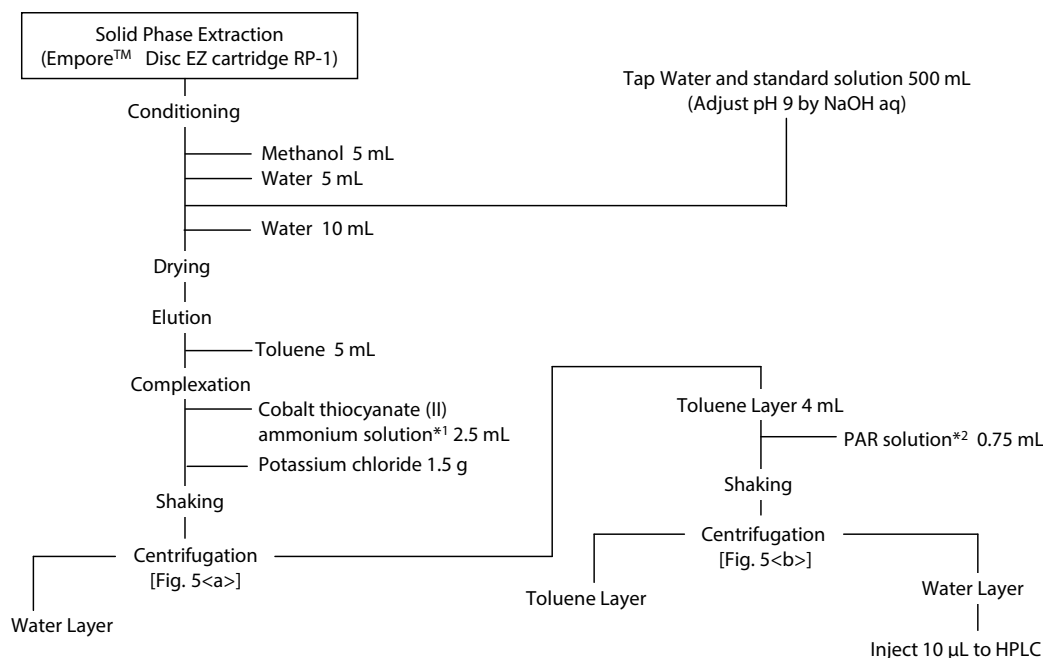 Solid Phase Extraction
(Empore™ Disc EZ cartridge RP-1)
Tap Water and standard solution 500 mL
(Adjust pH 9 by NaOH aq)
Conditioning
Methanol 5 mL
Water 5 mL
Water 10 mL
Drying
Elution
Toluene 5 mL
Complexation
Cobalt thiocyanate (II)
ammonium solution*1 2.5 mL
Potassium chloride 1.5 g
Shaking
Centrifugation
[Fig. 5<a>]
Water Layer
Toluene Layer 4 mL
PAR solution*2 0.75 mL
Shaking
Centrifugation
[Fig. 5<b>]
Toluene Layer
Water Layer
Inject 10 µL to HPLC